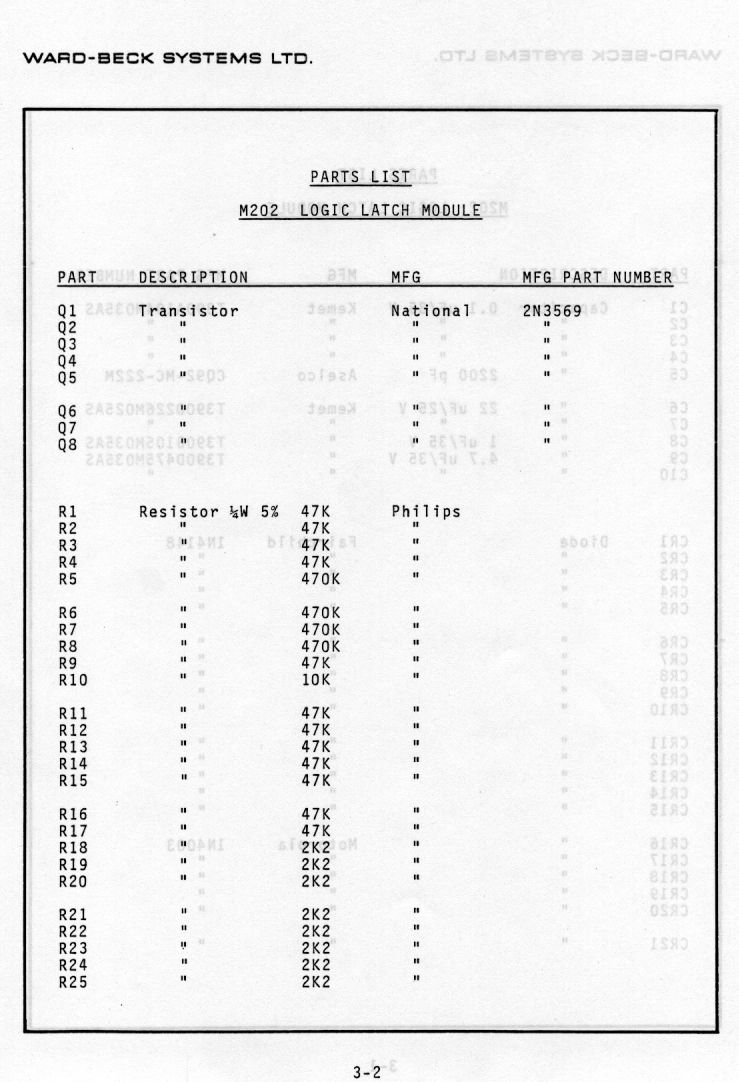 WARD-BECK SYSTEMS LTD.
PARTS LIST
M202 LOGIC LATCH MODULE
PART DESCRIPTION MFG MFG PART NUMBER
Q1 Transistor National 2N3569
Q2 " " "
Q3 " " "
Q4 " " "
Q5 " " "
Q6 " " "
Q7 " " "
Q8 " " "
R1 Resistor ¼W 5% 47K Philips
R2 " 47K "
R3 " 47K "
R4 " 47K "
R5 " 470K "
R6 " 470K "
R7 " 470K "
R8 " 470K "
R9 " 47K "
R10 " 10K "
R11 " 47K "
R12 " 47K "
R13 " 47K "
R14 " 47K "
R15 " 47K "
R16 " 47K "
R17 " 47K "
R18 " 2K2 "
R19 " 2K2 "
R20 " 2K2 "
R21 " 2K2 "
R22 " 2K2 "
R23 " 2K2 "
R24 " 2K2 "
R25 " 2K2 "
3-2